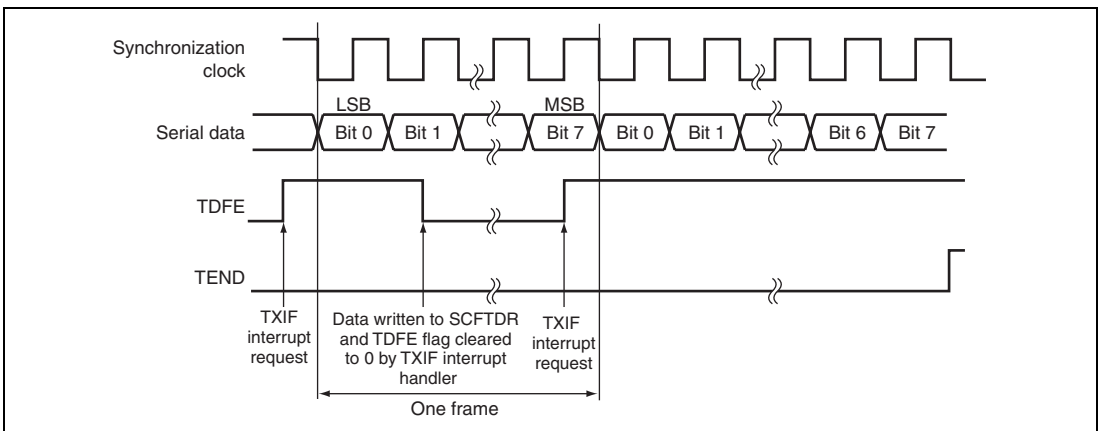 Synchronization
clock
LSB
MSB
Serial data
Bit 0
Bit 1
Bit 7
Bit 0
Bit 1
Bit 6
Bit 7
TDFE
TEND
TXIF
interrupt
request
Data written to SCFTDR
and TDFE flag cleared
to 0 by TXIF interrupt
handler
TXIF
interrupt
request
One frame